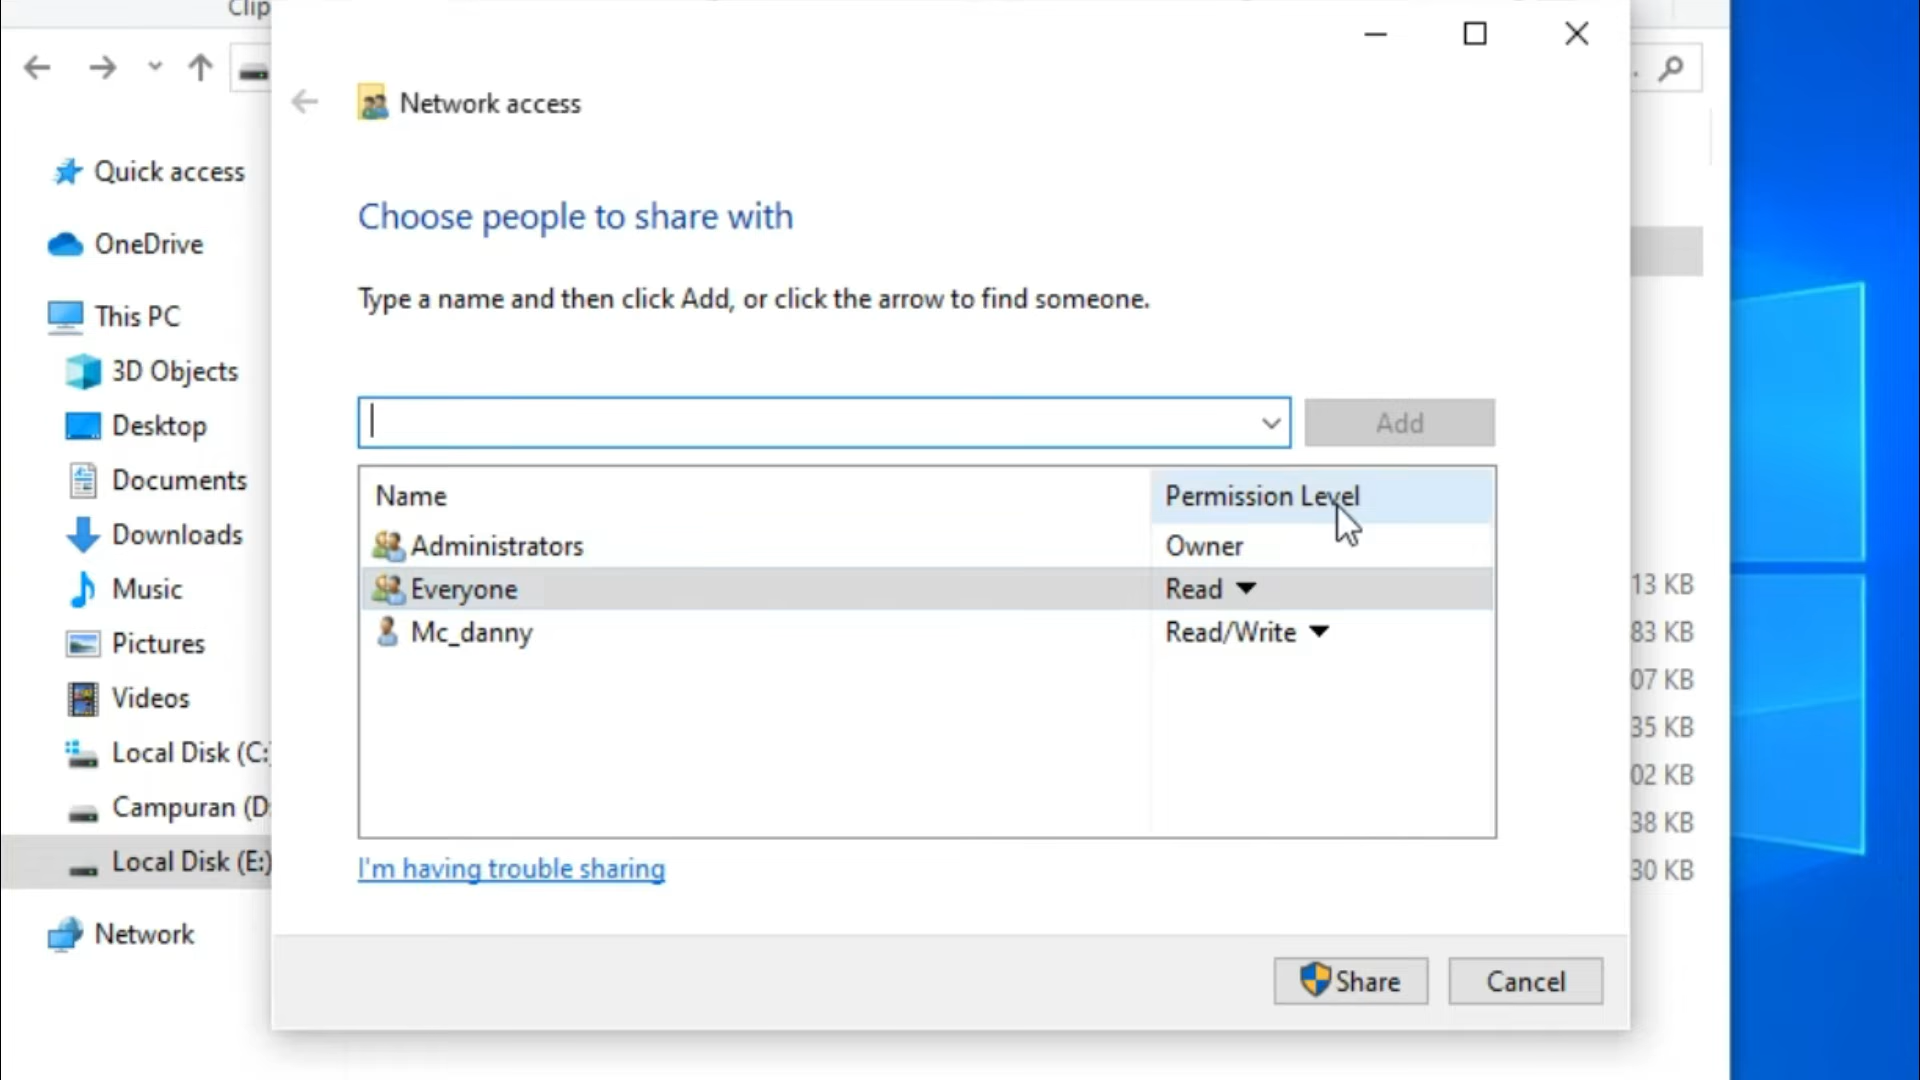 Clip
Network access
Quick access
OneDrive
This PC
3D Objects
Desktop
Documents
Downloads
Music
Pictures
Videos
Local Disk (C:)
Campuran (D:
Local Disk (E:)
Network
Choose people to share with
Type a name and then click Add, or click the arrow to find someone.
Add
Name Permission Level
Administrators Owner
Everyone Read
Mc_danny Read/Write
I'm having trouble sharing
Share Cancel
13 KB
83 KB
07 KB
35 KB
02 KB
38 KB
30 KB